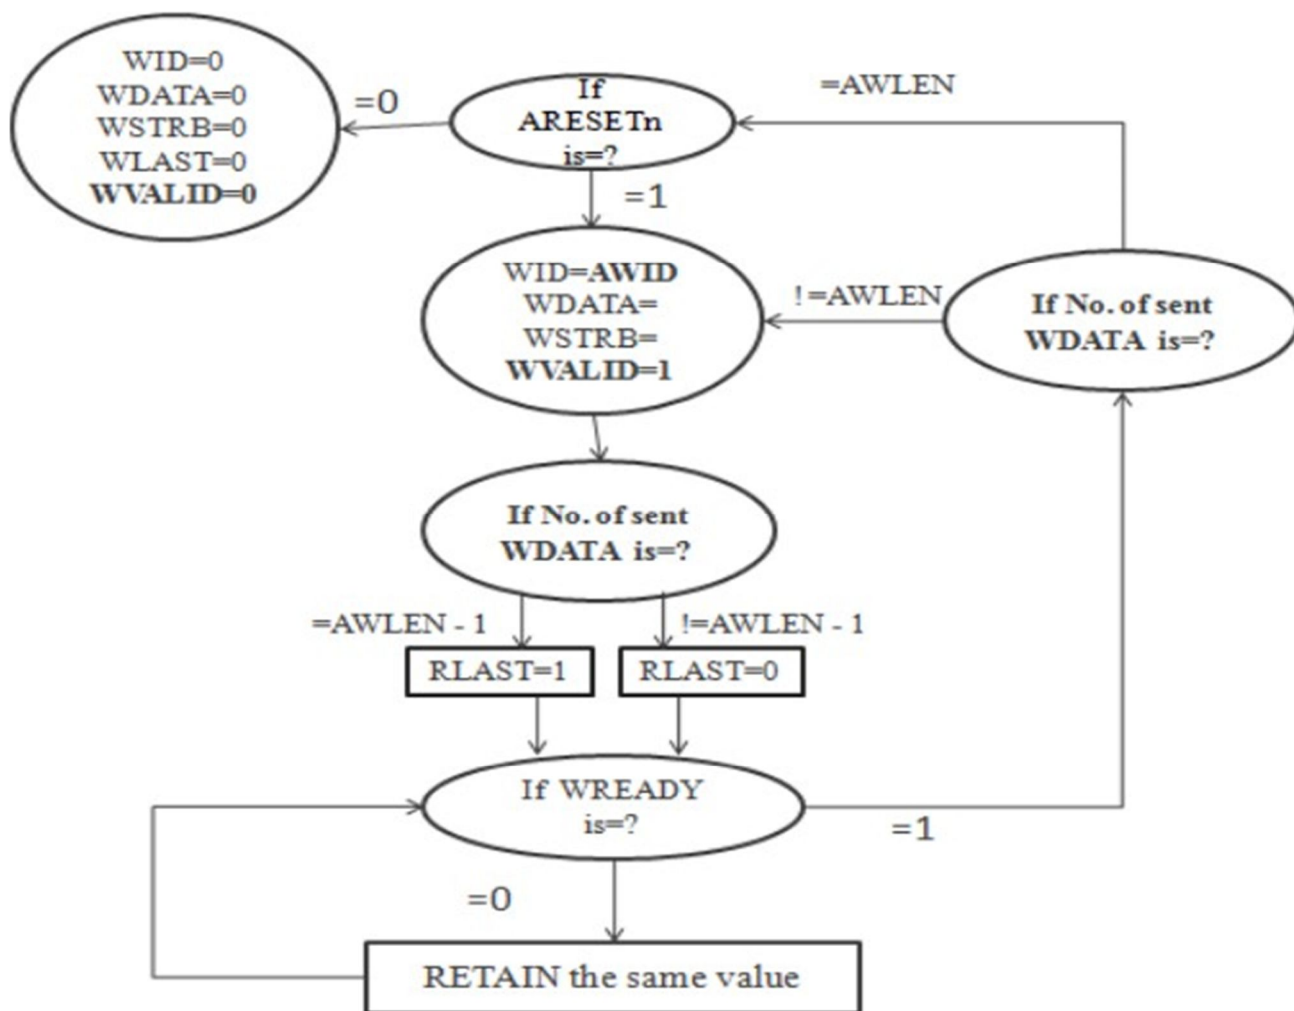 WID=0
WDATA=0
WSTRB=0
WLAST=0
WVALID=0
=0
If
ARESETn
is=?
=AWLEN
=1
WID=AWID
WDATA=
WSTRB=
WVALID=1
!=AWLEN
If No. of sent
WDATA is=?
If No. of sent
WDATA is=?
=AWLEN - 1
!=AWLEN - 1
RLAST=1
RLAST=0
If WREADY
is=?
=1
=0
RETAIN the same value